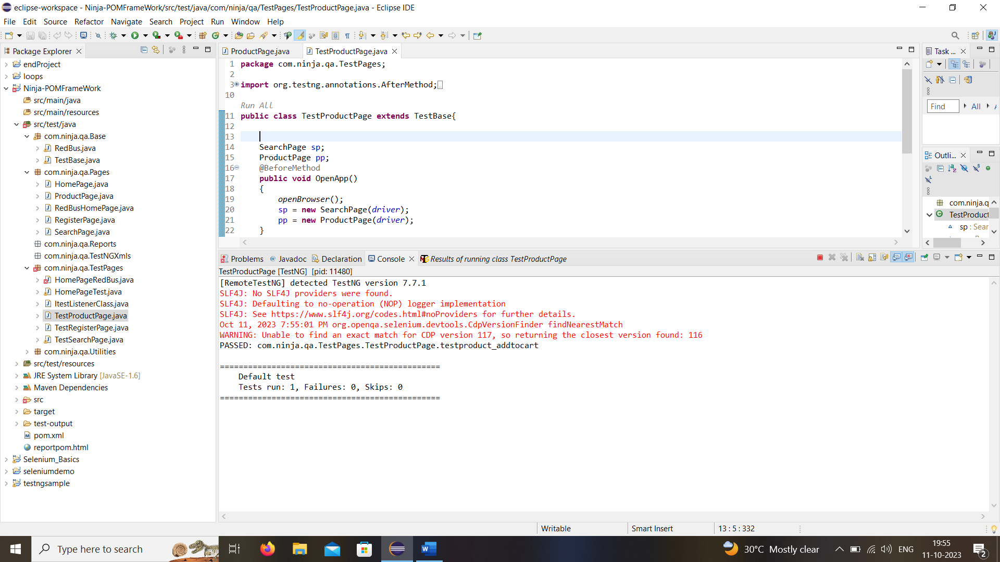 eclipse-workspace - Ninja-POMFrameWork/src/test/java/com/ninja/qa/TestPages/TestProductPage.java - Eclipse IDE
File Edit Source Refactor Navigate Search Project Run Window Help
Package Explorer
endProject
loops
Ninja-POMFrameWork
src/main/java
src/main/resources
src/test/java
com.ninja.qa.Base
RedBus.java
TestBase.java
com.ninja.qa.Pages
HomePage.java
ProductPage.java
RedBusHomePage.java
RegisterPage.java
SearchPage.java
com.ninja.qa.Reports
com.ninja.qa.TestNGXmls
com.ninja.qa.TestPages
HomePageRedBus.java
HomePageTest.java
ItestListenerClass.java
TestProductPage.java
TestRegisterPage.java
TestSearchPage.java
com.ninja.qa.Utilities
src/test/resources
JRE System Library [JavaSE-1.6]
Maven Dependencies
src
target
test-output
pom.xml
reportpom.html
Selenium_Basics
seleniumdemo
testngsample
ProductPage.java TestProductPage.java
1 package com.ninja.qa.TestPages;
2
3 import org.testng.annotations.AfterMethod;
10
Run All
11 public class TestProductPage extends TestBase{
12
13
14 SearchPage sp;
15 ProductPage pp;
16 @BeforeMethod
17 public void OpenApp()
18 {
19 openBrowser();
20 sp = new SearchPage(driver);
21 pp = new ProductPage(driver);
22 }
Task ...
Find All
Outli...
com.ninja.q
TestProduct
sp : Sear
Problems Javadoc Declaration Console Results of running class TestProductPage
TestProductPage [TestNG] [pid: 11480]
[RemoteTestNG] detected TestNG version 7.7.1
SLF4J: No SLF4J providers were found.
SLF4J: Defaulting to no-operation (NOP) logger implementation
SLF4J: See https://www.slf4j.org/codes.html#noProviders for further details.
Oct 11, 2023 7:55:01 PM org.openqa.selenium.devtools.CdpVersionFinder findNearestMatch
WARNING: Unable to find an exact match for CDP version 117, so returning the closest version found: 116
PASSED: com.ninja.qa.TestPages.TestProductPage.testproduct_addtocart
===============================================
Default test
Tests run: 1, Failures: 0, Skips: 0
===============================================
Writable Smart Insert 13 : 5 : 332
Type here to search
30°C Mostly clear
ENG
19:55
11-10-2023
2